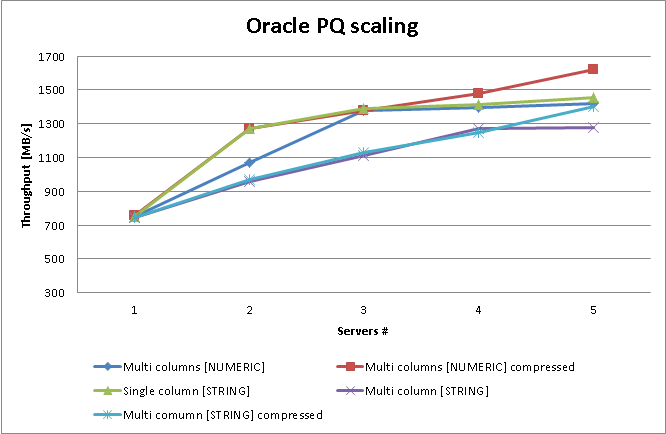 Oracle PQ scaling
Throughput [MB/s]
1700
1500
1300
1100
900
700
500
300
1 2 3 4 5
Servers #
Multi columns [NUMERIC] Multi columns [NUMERIC] compressed
Single column [STRING] Multi column [STRING]
Multi comumn [STRING] compressed